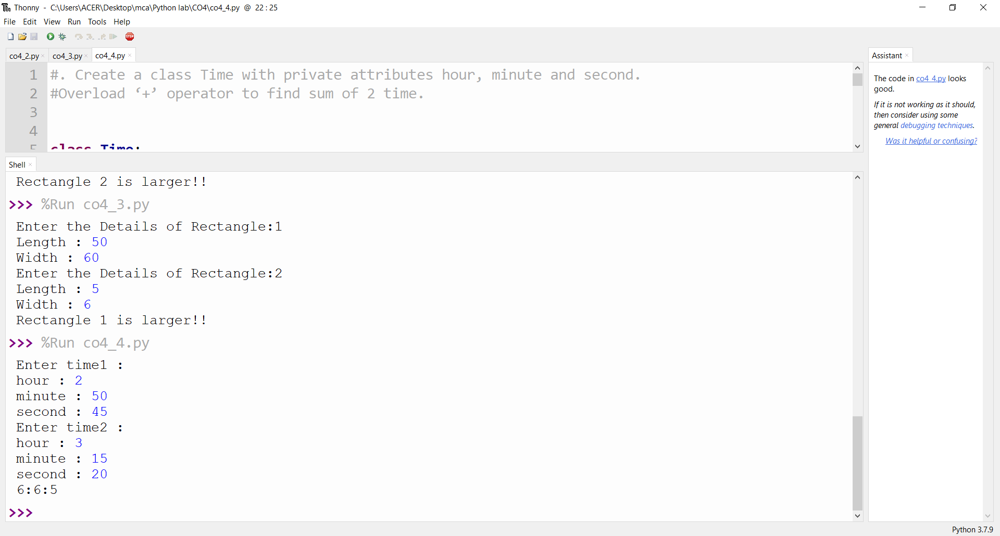 Thonny - C:\Users\ACER\Desktop\mca\Python lab\CO4\co4_4.py @ 22 : 25
File Edit View Run Tools Help
STOP
co4_2.py × co4_3.py × co4_4.py ×
1 #. Create a class Time with private attributes hour, minute and second.
2 #Overload ‘+’ operator to find sum of 2 time.
3
4
5 class Time:
Shell ×
Rectangle 2 is larger!!
>>> %Run co4_3.py
Enter the Details of Rectangle:1
Length : 50
Width : 60
Enter the Details of Rectangle:2
Length : 5
Width : 6
Rectangle 1 is larger!!
>>> %Run co4_4.py
Enter time1 :
hour : 2
minute : 50
second : 45
Enter time2 :
hour : 3
minute : 15
second : 20
6:6:5
>>>
Assistant ×
The code in co4_4.py looks
good.
If it is not working as it should,
then consider using some
general debugging techniques.
Was it helpful or confusing?
Python 3.7.9